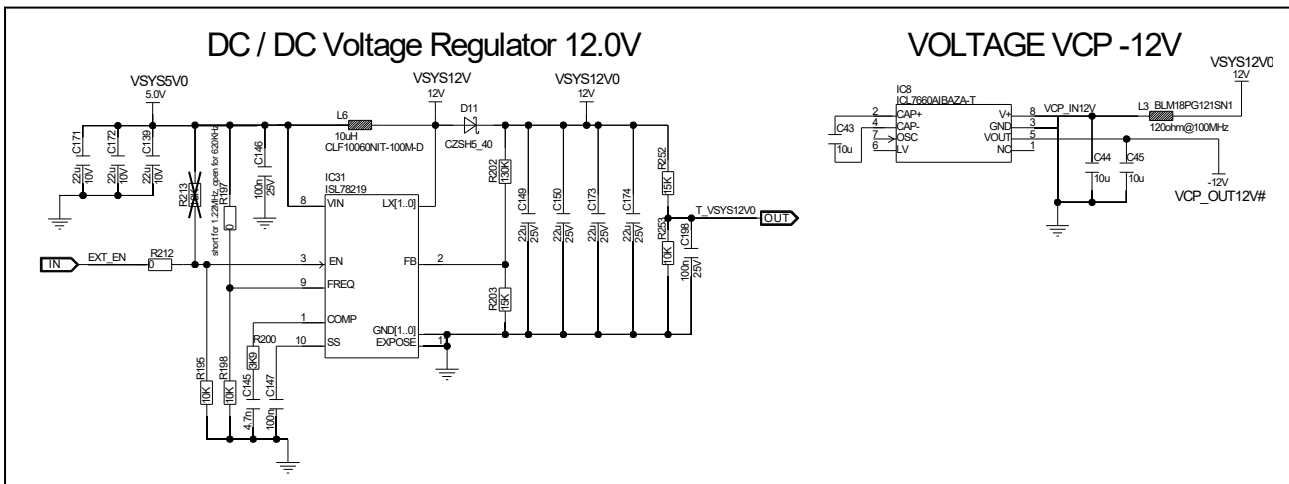 DC / DC Voltage Regulator 12.0V
VSYS5V0
5.0V
C171
22u
10V
C172
22u
10V
C139
22u
10V
R213
R197
0
short for 1.22MHz, open for 620KHz
C146
100n
25V
L6
10uH
CLF10060NIT-100M-D
VSYS12V
12V
D11
CZSH5_40
VSYS12V0
12V
IC31
ISL78219
8
VIN
LX[1..0]
3
EN
FB
2
9
FREQ
1
COMP
10
SS
GND[1..0]
EXPOSE
11
IN
EXT_EN
R212
0
R195
10K
R198
10K
R200
3K9
C145
4.7n
C147
100n
R202
130K
R203
15K
C149
22u
25V
C150
22u
25V
C173
22u
25V
C174
22u
25V
R252
15K
R253
10K
C198
100n
25V
T_VSYS12V0
OUT
VOLTAGE VCP -12V
IC8
ICL7660AIBAZA-T
C43
10u
2
CAP+
4
CAP-
7
OSC
6
LV
V+
8
GND
3
VOUT
5
NC
1
VCP_IN12V
L3
BLM18PG121SN1
120ohm@100MHz
VSYS12V0
12V
C44
10u
C45
10u
-12V
VCP_OUT12V#